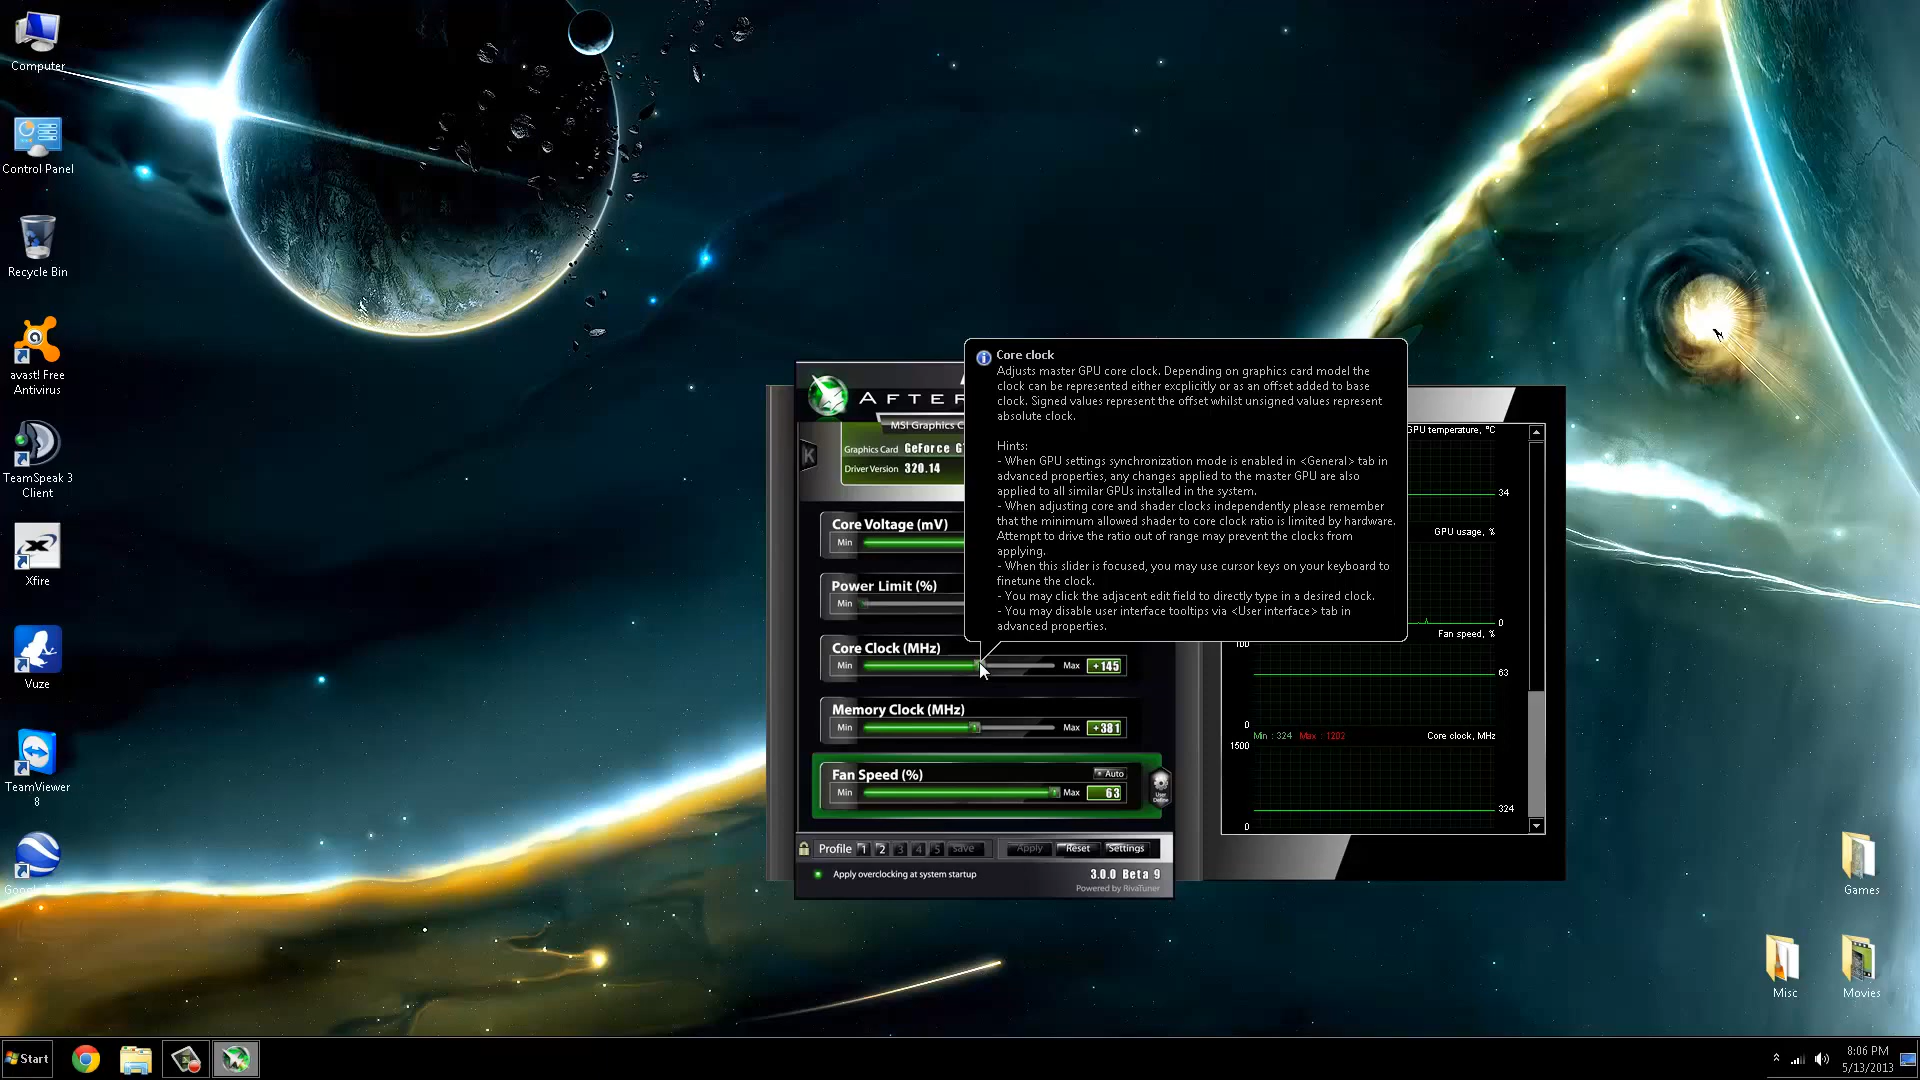 Computer
Control Panel
Recycle Bin
avast! Free
Antivirus
TeamSpeak 3
Client
Xfire
Vuze
TeamViewer
8
Games
Misc
Movies
AFTER
MSI Graphics C
K
Graphics Card GeForce G
Driver Version 320.14
Core clock
Adjusts master GPU core clock. Depending on graphics card model the
clock can be represented either excplicitly or as an offset added to base
clock. Signed values represent the offset whilst unsigned values represent
absolute clock.
Hints:
- When GPU settings synchronization mode is enabled in <General> tab in
advanced properties, any changes applied to the master GPU are also
applied to all similar GPUs installed in the system.
- When adjusting core and shader clocks independently please remember
that the minimum allowed shader to core clock ratio is limited by hardware.
Attempt to drive the ratio out of range may prevent the clocks from
applying.
- When this slider is focused, you may use cursor keys on your keyboard to
finetune the clock.
- You may click the adjacent edit field to directly type in a desired clock.
- You may disable user interface tooltips via <User interface> tab in
advanced properties.
Core Voltage (mV)
Min
Power Limit (%)
Min
Core Clock (MHz)
Min Max +145
Memory Clock (MHz)
Min Max +381
Fan Speed (%) Auto
Min Max 63
User
Define
Profile 1 2 3 4 5 Save Apply Reset Settings
Apply overclocking at system startup 3.0.0 Beta 9
Powered by RivaTuner
GPU temperature, °C
34
GPU usage, %
0
Fan speed, %
100
63
0
Min : 324 Max : 1202 Core clock, MHz
1500
324
0
Start
8:06 PM
5/13/2013